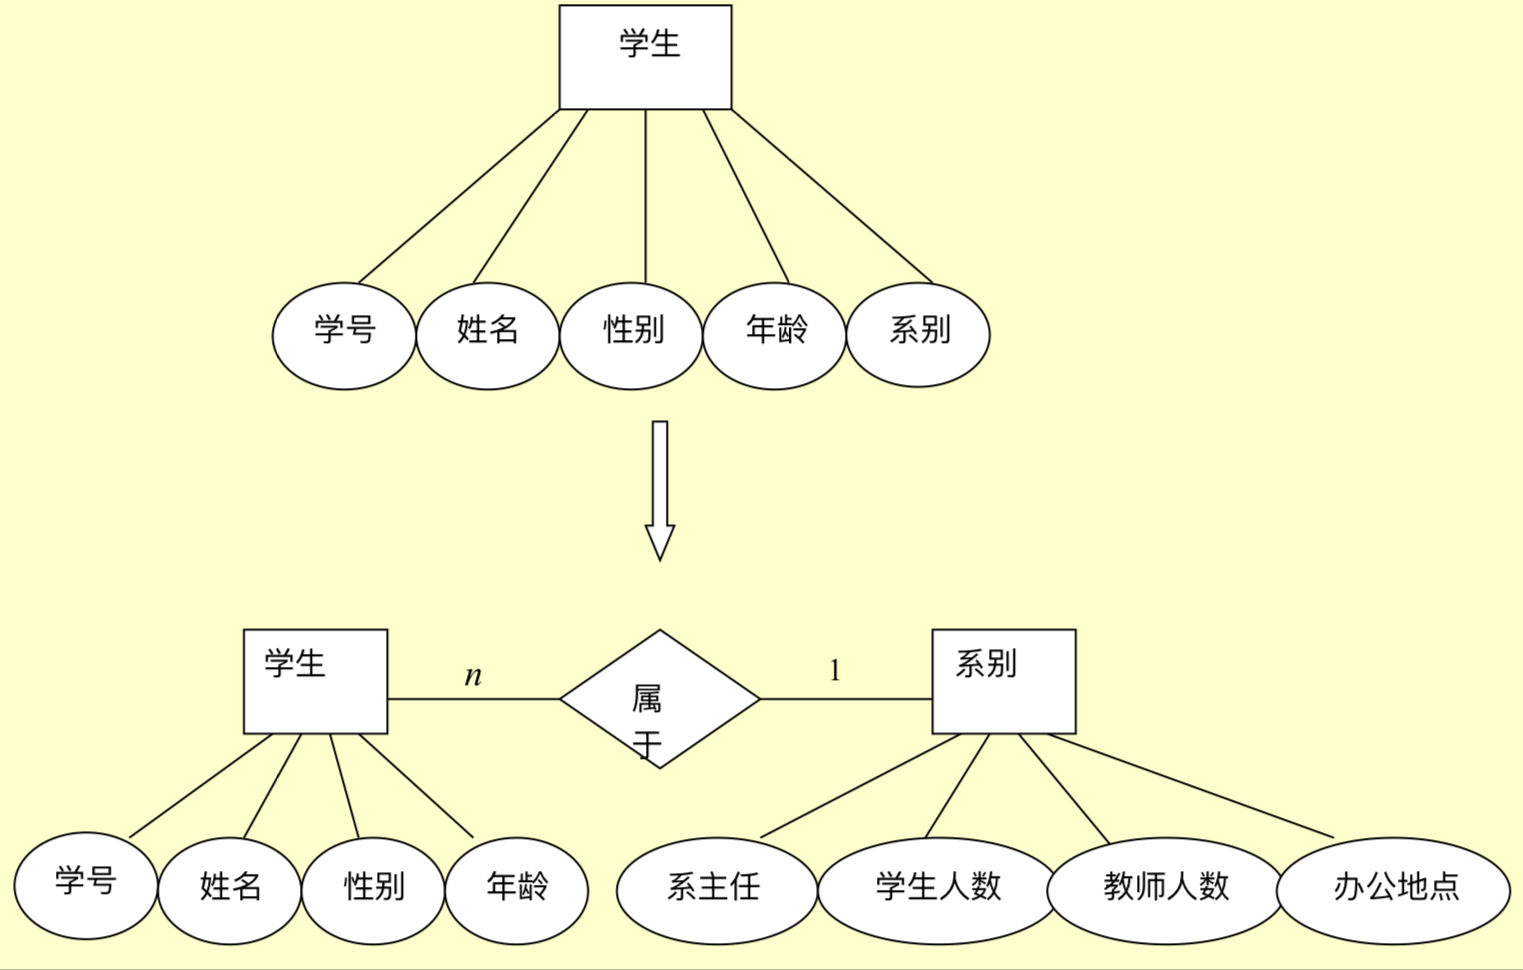 学生
学号
姓名
性别
年龄
系别
学生
n
属
于
1
系别
学号
姓名
性别
年龄
系主任
学生人数
教师人数
办公地点